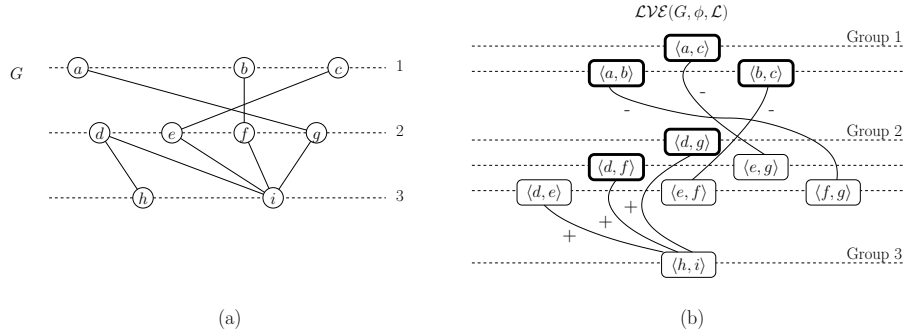 𝓛𝓥𝓔(G, ϕ, 𝓛)
G
a b c 1
d e f g 2
h i 3
⟨a, c⟩ Group 1
⟨a, b⟩ ⟨b, c⟩
- - -
⟨d, g⟩ Group 2
⟨d, f⟩ ⟨e, g⟩
⟨d, e⟩ ⟨e, f⟩ ⟨f, g⟩
+ + +
⟨h, i⟩ Group 3
(a) (b)